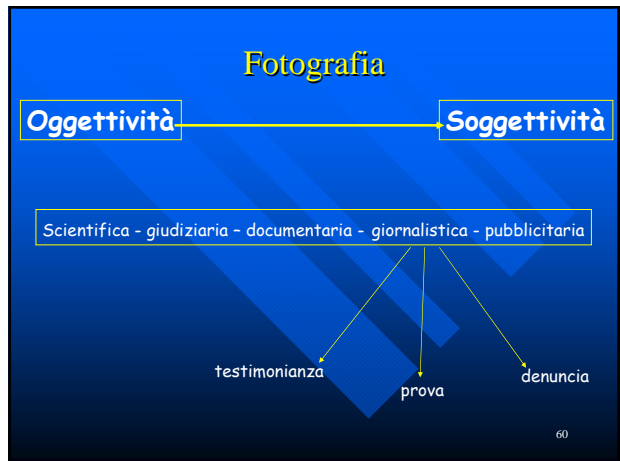 Fotografia
Oggettività Soggettività
Scientifica - giudiziaria – documentaria - giornalistica - pubblicitaria
testimonianza
prova
denuncia
60